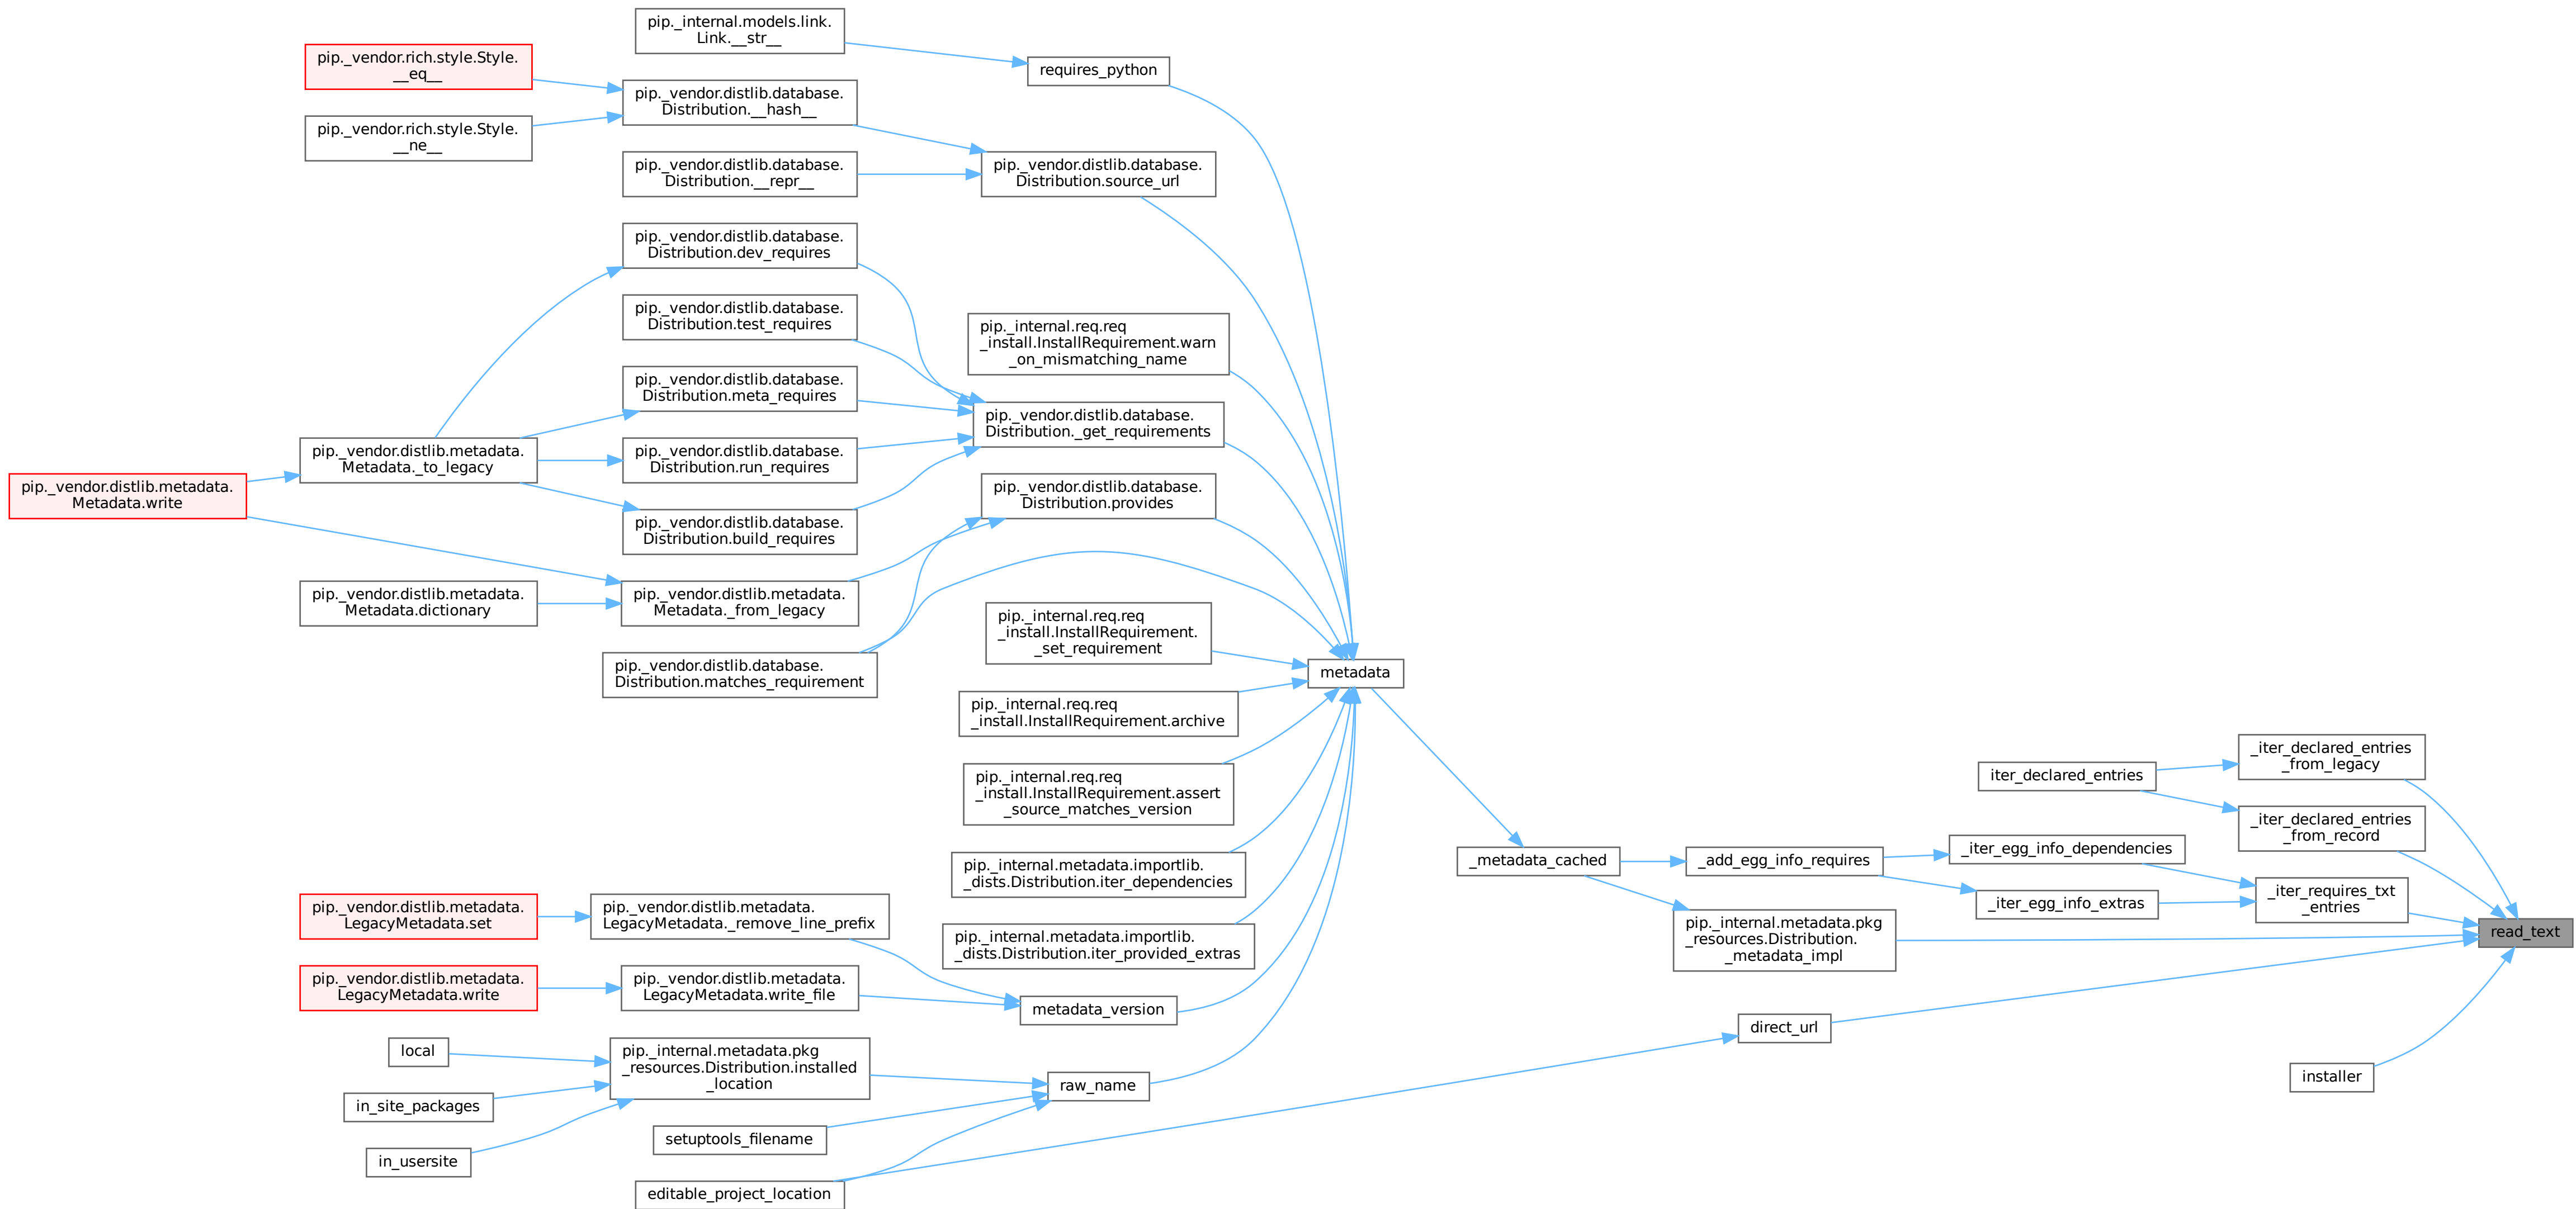 pip._internal.models.link.
Link.__str__
pip._vendor.rich.style.Style.
__eq__
requires_python
pip._vendor.distlib.database.
Distribution.__hash__
pip._vendor.rich.style.Style.
__ne__
pip._vendor.distlib.database.
Distribution.__repr__
pip._vendor.distlib.database.
Distribution.source_url
pip._vendor.distlib.database.
Distribution.dev_requires
pip._vendor.distlib.database.
Distribution.test_requires
pip._internal.req.req
_install.InstallRequirement.warn
_on_mismatching_name
pip._vendor.distlib.database.
Distribution.meta_requires
pip._vendor.distlib.database.
Distribution._get_requirements
pip._vendor.distlib.metadata.
Metadata._to_legacy
pip._vendor.distlib.database.
Distribution.run_requires
pip._vendor.distlib.metadata.
Metadata.write
pip._vendor.distlib.database.
Distribution.provides
pip._vendor.distlib.database.
Distribution.build_requires
pip._vendor.distlib.metadata.
Metadata.dictionary
pip._vendor.distlib.metadata.
Metadata._from_legacy
pip._internal.req.req
_install.InstallRequirement.
_set_requirement
pip._vendor.distlib.database.
Distribution.matches_requirement
metadata
pip._internal.req.req
_install.InstallRequirement.archive
pip._internal.req.req
_install.InstallRequirement.assert
_source_matches_version
_iter_declared_entries
_from_legacy
iter_declared_entries
_iter_declared_entries
_from_record
_metadata_cached
_add_egg_info_requires
_iter_egg_info_dependencies
pip._internal.metadata.importlib.
_dists.Distribution.iter_dependencies
_iter_requires_txt
_entries
_iter_egg_info_extras
pip._vendor.distlib.metadata.
LegacyMetadata.set
pip._vendor.distlib.metadata.
LegacyMetadata._remove_line_prefix
pip._internal.metadata.pkg
_resources.Distribution.
_metadata_impl
read_text
pip._internal.metadata.importlib.
_dists.Distribution.iter_provided_extras
pip._vendor.distlib.metadata.
LegacyMetadata.write
pip._vendor.distlib.metadata.
LegacyMetadata.write_file
metadata_version
direct_url
local
pip._internal.metadata.pkg
_resources.Distribution.installed
_location
installer
raw_name
in_site_packages
setuptools_filename
in_usersite
editable_project_location